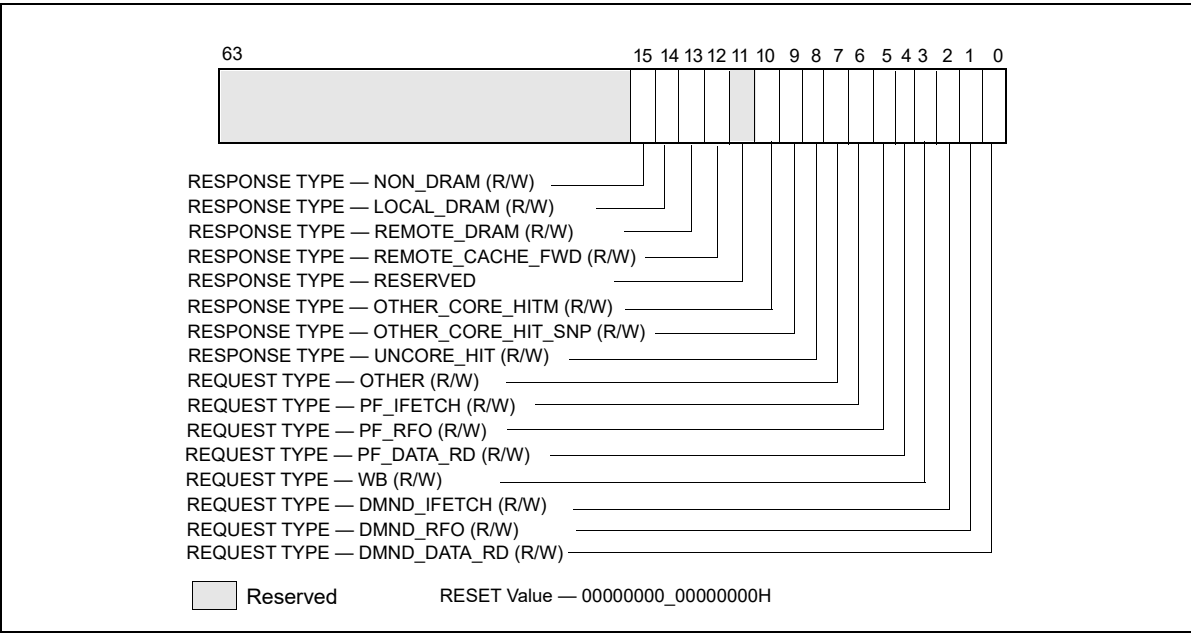 63 15 14 13 12 11 10 9 8 7 6 5 4 3 2 1 0
RESPONSE TYPE — NON_DRAM (R/W)
RESPONSE TYPE — LOCAL_DRAM (R/W)
RESPONSE TYPE — REMOTE_DRAM (R/W)
RESPONSE TYPE — REMOTE_CACHE_FWD (R/W)
RESPONSE TYPE — RESERVED
RESPONSE TYPE — OTHER_CORE_HITM (R/W)
RESPONSE TYPE — OTHER_CORE_HIT_SNP (R/W)
RESPONSE TYPE — UNCORE_HIT (R/W)
REQUEST TYPE — OTHER (R/W)
REQUEST TYPE — PF_IFETCH (R/W)
REQUEST TYPE — PF_RFO (R/W)
REQUEST TYPE — PF_DATA_RD (R/W)
REQUEST TYPE — WB (R/W)
REQUEST TYPE — DMND_IFETCH (R/W)
REQUEST TYPE — DMND_RFO (R/W)
REQUEST TYPE — DMND_DATA_RD (R/W)
Reserved RESET Value — 00000000_00000000H